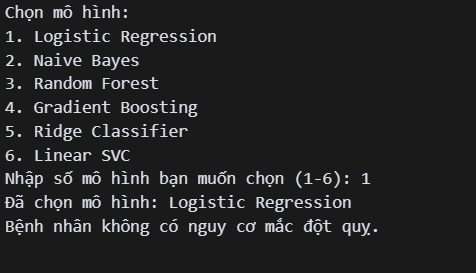 Chọn mô hình:
1. Logistic Regression
2. Naive Bayes
3. Random Forest
4. Gradient Boosting
5. Ridge Classifier
6. Linear SVC
Nhập số mô hình bạn muốn chọn (1-6): 1
Đã chọn mô hình: Logistic Regression
Bệnh nhân không có nguy cơ mắc đột quỵ.